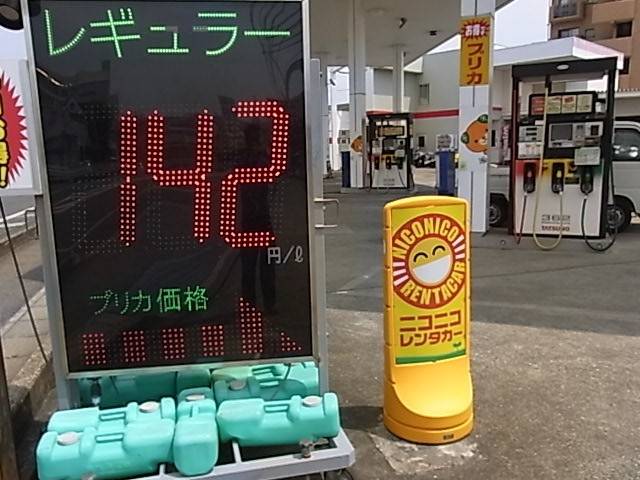 レギュラー
142
円/ℓ
プリカ価格
お得な
プリカ
NICONICO
RENTACAR
ニコニコ
レンタカー
TATSUNO